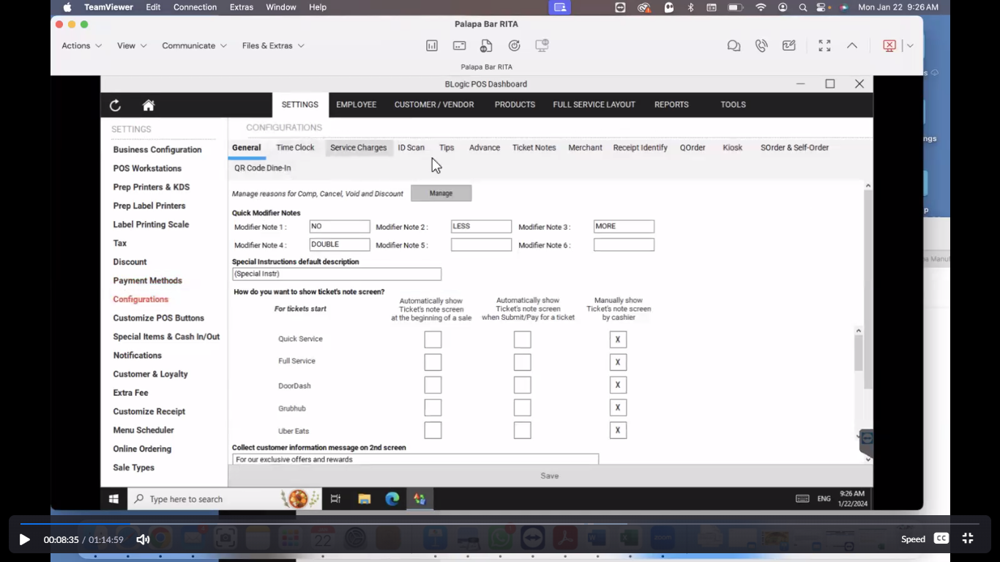 TeamViewer Edit Connection Extras Window Help Mon Jan 22 9:26 AM
Palapa Bar RITA
Actions View Communicate Files & Extras
Palapa Bar RITA
BLogic POS Dashboard
SETTINGS EMPLOYEE CUSTOMER / VENDOR PRODUCTS FULL SERVICE LAYOUT REPORTS TOOLS
SETTINGS
Business Configuration
POS Workstations
Prep Printers & KDS
Prep Label Printers
Label Printing Scale
Tax
Discount
Payment Methods
Configurations
Customize POS Buttons
Special Items & Cash In/Out
Notifications
Customer & Loyalty
Extra Fee
Customize Receipt
Menu Scheduler
Online Ordering
Sale Types
CONFIGURATIONS
General Time Clock Service Charges ID Scan Tips Advance Ticket Notes Merchant Receipt Identify QOrder Kiosk SOrder & Self-Order
QR Code Dine-In
Manage reasons for Comp, Cancel, Void and Discount Manage
Quick Modifier Notes
Modifier Note 1 : NO Modifier Note 2 : LESS Modifier Note 3 : MORE
Modifier Note 4 : DOUBLE Modifier Note 5 : Modifier Note 6 :
Special Instructions default description
(Special Instr)
How do you want to show ticket's note screen?
For tickets start
Automatically show
Ticket's note screen
at the beginning of a sale
Automatically show
Ticket's note screen
when Submit/Pay for a ticket
Manually show
Ticket's note screen
by cashier
Quick Service X
Full Service X
DoorDash X
Grubhub X
Uber Eats X
Collect customer information message on 2nd screen
For our exclusive offers and rewards
Save
Type here to search
ENG
9:26 AM
1/22/2024
22
zoom
00:08:35 / 01:14:59
Speed CC